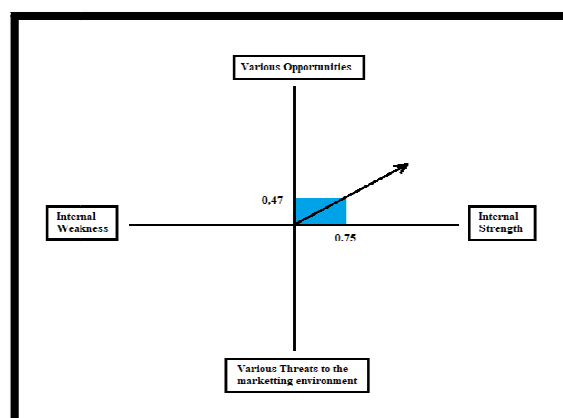 Various Opportunities
0,47
Internal
Weakness
0.75
Internal
Strength
Various Threats to the
marketting environment